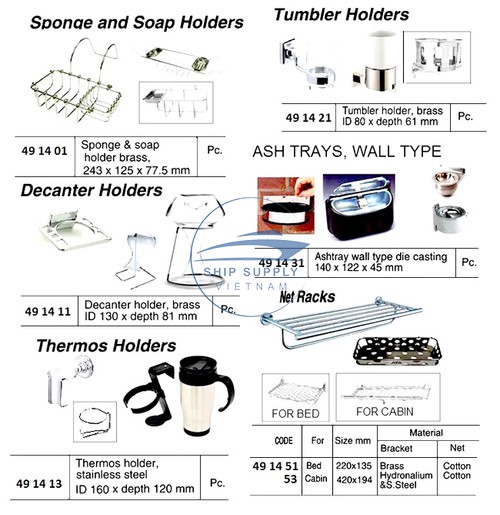 Sponge and Soap Holders
49 14 01
Sponge & soap
holder brass,
243 x 125 x 77.5 mm
Pc.
Decanter Holders
49 14 11
Decanter holder, brass
ID 130 x depth 81 mm
Pc.
Thermos Holders
49 14 13
Thermos holder,
stainless steel
ID 160 x depth 120 mm
Pc.
Tumbler Holders
49 14 21
Tumbler holder, brass
ID 80 x depth 61 mm
Pc.
ASH TRAYS, WALL TYPE
49 14 31
Ashtray wall type die casting
140 x 122 x 45 mm
Pc.
SHIP SUPPLY
VIETNAM
Net Racks
FOR BED
FOR CABIN
CODE For Size mm Material
Bracket Net
49 14 51 Bed 220x135 Brass Cotton
53 Cabin 420x194 Hydronalium Cotton
&S.Steel